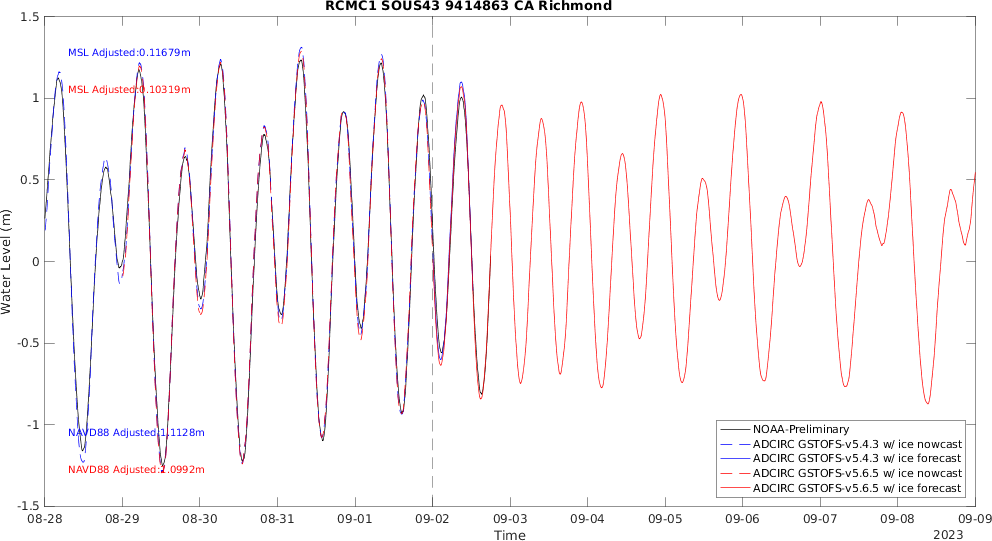 RCMC1 SOUS43 9414863 CA Richmond
1.5
1
0.5
0
-0.5
-1
-1.5
Water Level (m)
MSL Adjusted:0.11679m
MSL Adjusted:0.10319m
NAVD88 Adjusted:1.1128m
NAVD88 Adjusted:1.0992m
NOAA-Preliminary
ADCIRC GSTOFS-v5.4.3 w/ ice nowcast
ADCIRC GSTOFS-v5.4.3 w/ ice forecast
ADCIRC GSTOFS-v5.6.5 w/ ice nowcast
ADCIRC GSTOFS-v5.6.5 w/ ice forecast
08-28 08-29 08-30 08-31 09-01 09-02 09-03 09-04 09-05 09-06 09-07 09-08 09-09
Time
2023